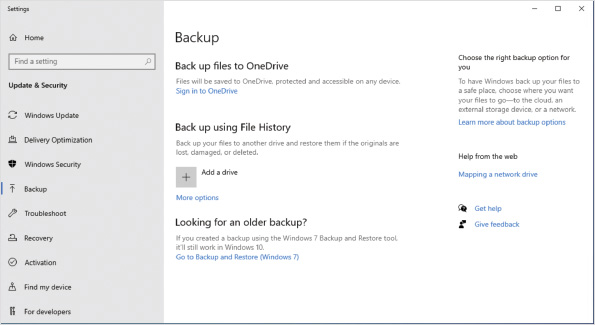 Settings
Home
Find a setting
Update & Security
Windows Update
Delivery Optimization
Windows Security
Backup
Troubleshoot
Recovery
Activation
Find my device
For developers
Backup
Back up files to OneDrive
Files will be saved to OneDrive, protected and accessible on any device.
Sign in to OneDrive
Back up using File History
Back up your files to another drive and restore them if the originals are
lost, damaged, or deleted.
Add a drive
More options
Looking for an older backup?
If you created a backup using the Windows 7 Backup and Restore tool,
it'll still work in Windows 10.
Go to Backup and Restore (Windows 7)
Choose the right backup option for
you
To have Windows back up your files to
a safe place, choose where you want
your files to go—to the cloud, an
external storage device, or a network.
Learn more about backup options
Help from the web
Mapping a network drive
Get help
Give feedback